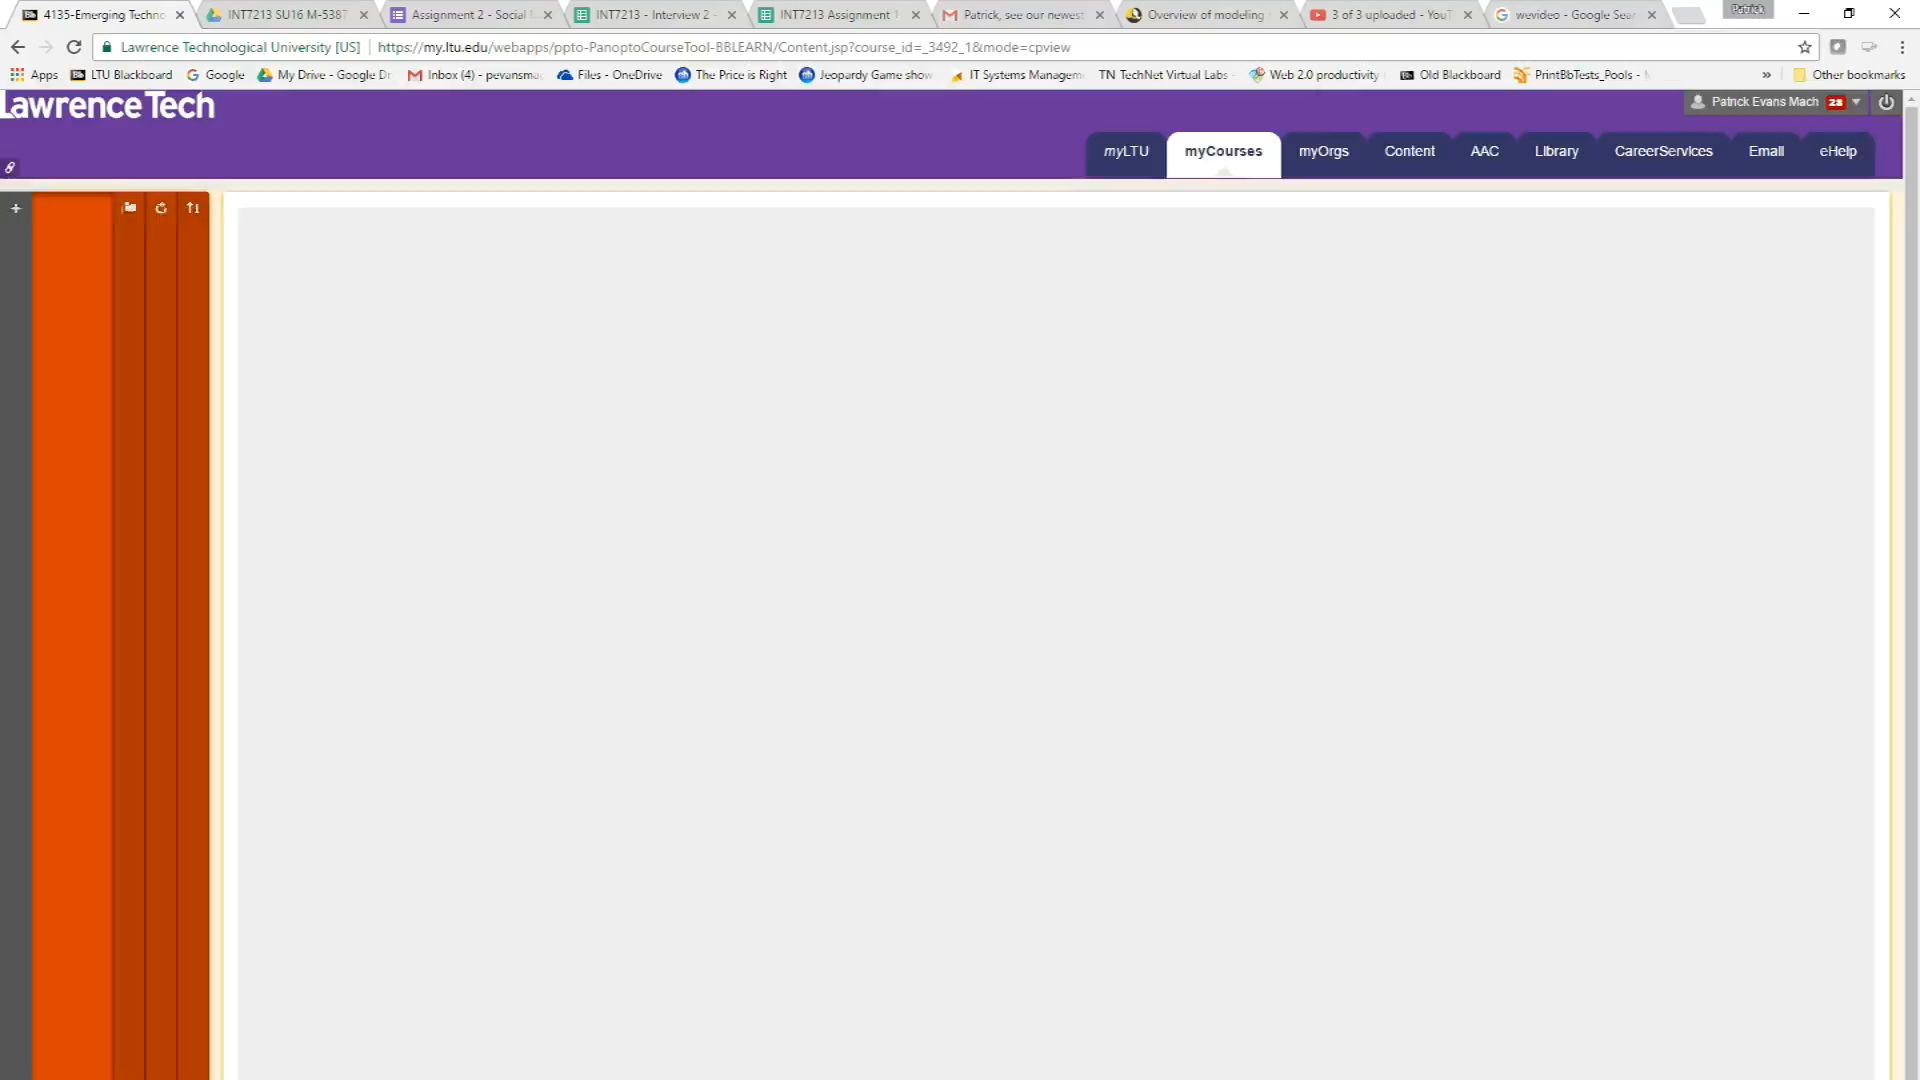 4135-Emerging Techno
INT7213 SU16 M-538T
Assignment 2 - Social
INT7213 - Interview 2 -
INT7213 Assignment 1
Patrick, see our newest
Overview of modeling
3 of 3 uploaded - YouT
wevideo - Google Sear
Patrick
Lawrence Technological University [US]
https://my.ltu.edu/webapps/ppto-PanoptoCourseTool-BBLEARN/Content.jsp?course_id=_3492_1&mode=cpview
Apps
LTU Blackboard
Google
My Drive - Google Dr
Inbox (4) - pevansma
Files - OneDrive
The Price is Right
Jeopardy Game show
IT Systems Managem
TN TechNet Virtual Labs -
Web 2.0 productivity
Old Blackboard
PrintBbTests_Pools -
»
Other bookmarks
Lawrence Tech
Patrick Evans Mach 28
myLTU
myCourses
myOrgs
Content
AAC
Library
CareerServices
Email
eHelp